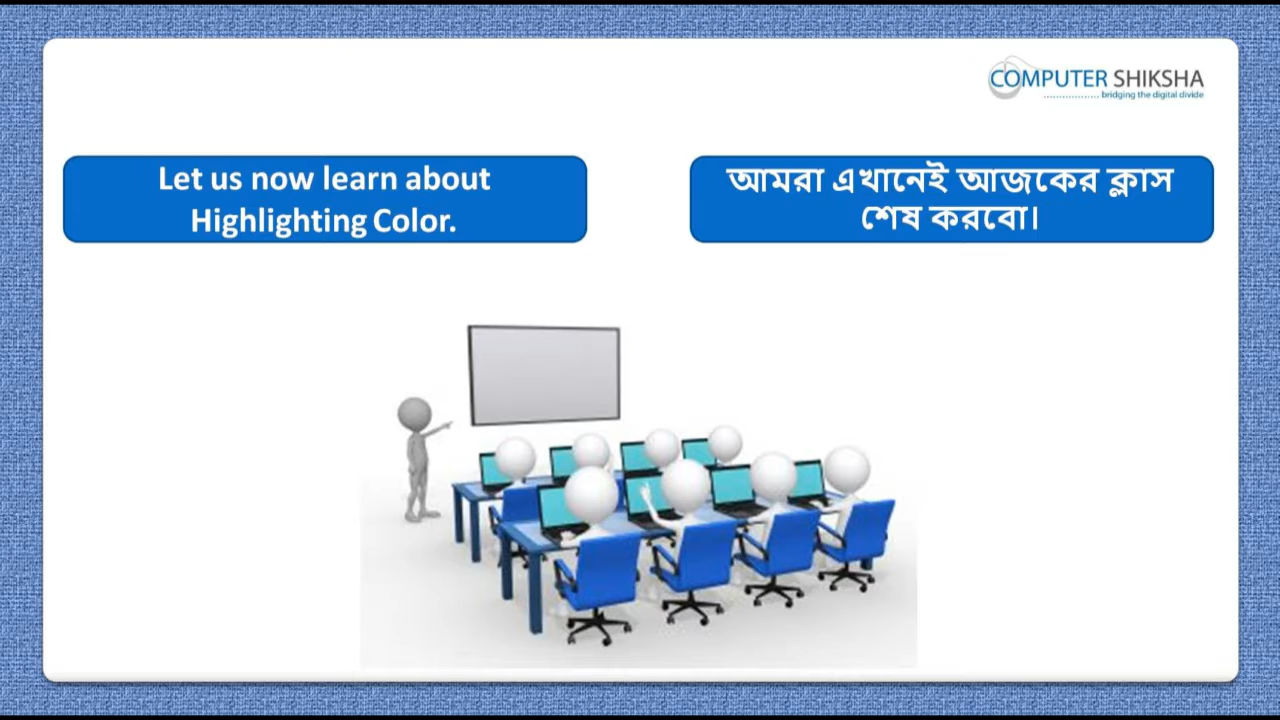 COMPUTER SHIKSHA
bridging the digital divide
Let us now learn about
Highlighting Color.
আমরা এখানেই আজকের ক্লাস
শেষ করবো।